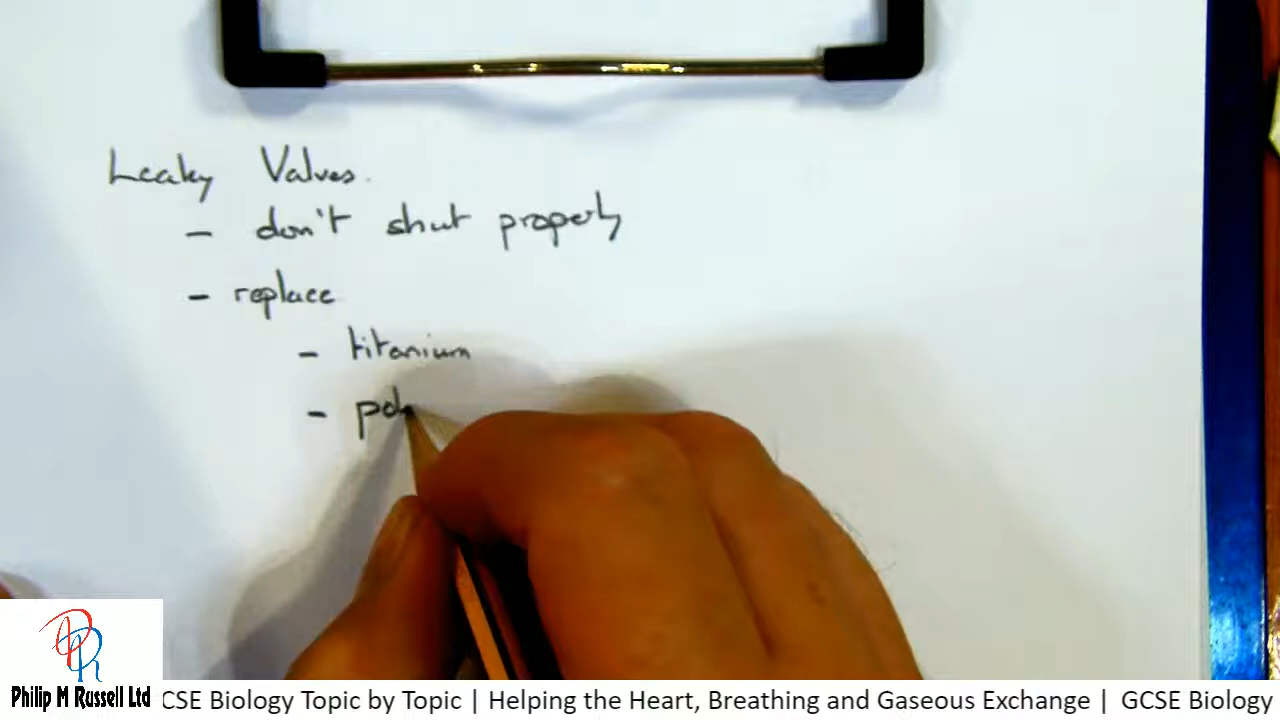 Leaky Valves.
- don't shut properly
- replace
- titanium
- pol
Philip M Russell Ltd
CSE Biology Topic by Topic | Helping the Heart, Breathing and Gaseous Exchange | GCSE Biology